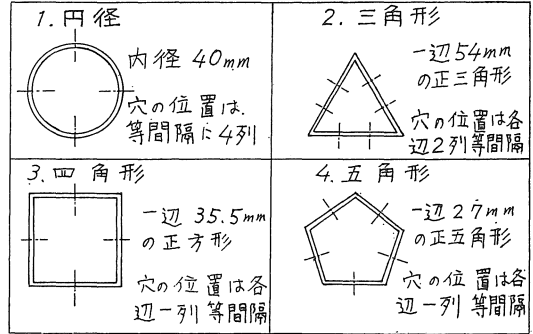 1.円径
内径 40mm
穴の位置は、
等間隔に4列
2.三角形
一辺54mm
の正三角形
穴の位置は各
辺2列等間隔
3.四角形
一辺 35.5mm
の正方形
穴の位置は各
辺一列等間隔
4.五角形
一辺27mm
の正五角形
穴の位置は各
辺一列等間隔